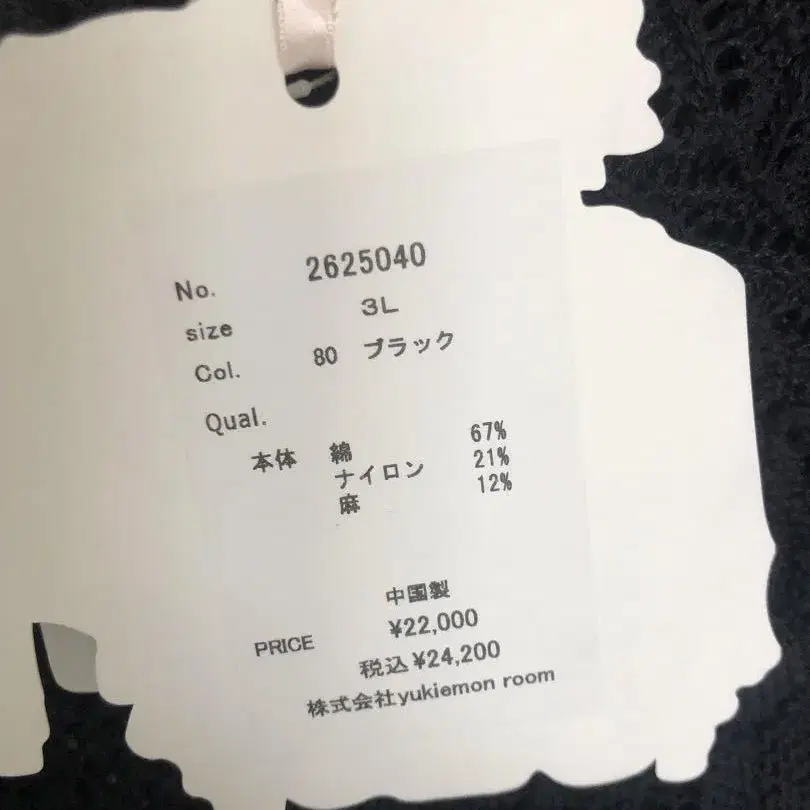 No. 2625040
size 3L
Col. 80 ブラック
Qual.
本体 綿 67%
ナイロン 21%
麻 12%
中国製
PRICE ¥22,000
税込¥24,200
株式会社yukiemon room